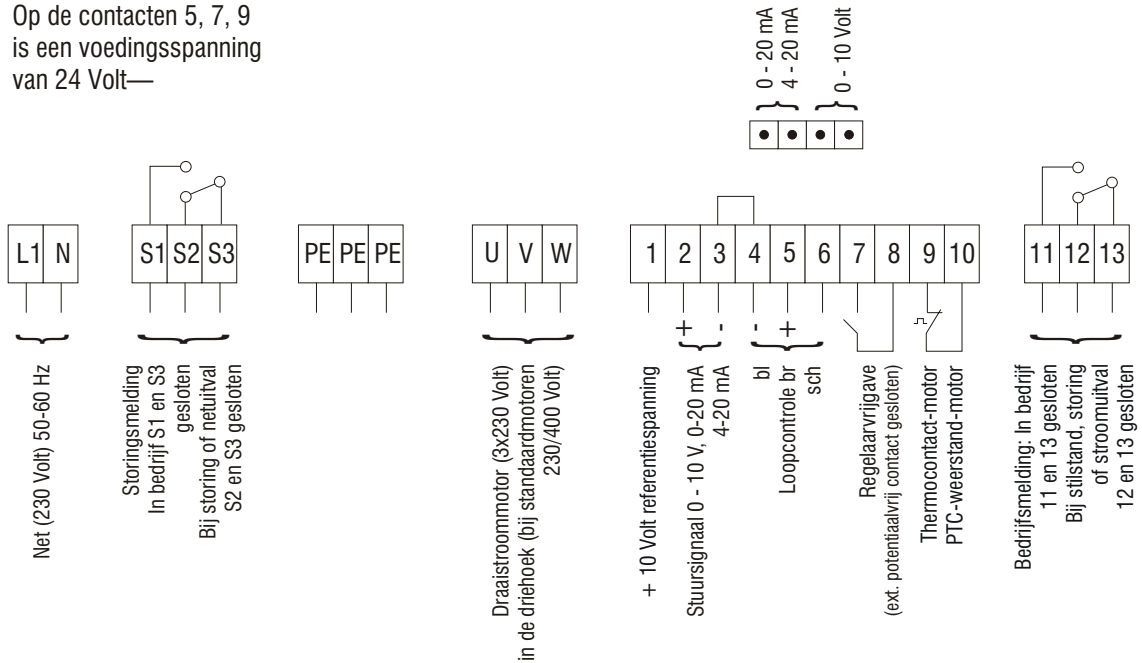 Op de contacten 5, 7, 9
is een voedingsspanning
van 24 Volt—
0 - 20 mA
4 - 20 mA
0 - 10 Volt
L1 N
S1 S2 S3
PE PE PE
U V W
1 2 3 4 5 6 7 8 9 10
11 12 13
+ -
- +
Net (230 Volt) 50-60 Hz
Storingsmelding
In bedrijf S1 en S3
gesloten
Bij storing of netuitval
S2 en S3 gesloten
Draaistroommotor (3x230 Volt)
in de driehoek (bij standaardmotoren
230/400 Volt)
+ 10 Volt referentiespanning
Stuursignaal 0 - 10 V, 0-20 mA
4-20 mA
bl
Loopcontrole br
sch
Regelaarvrijgave
(ext. potentiaalvrij contact gesloten)
Thermocontact-motor
PTC-weerstand-motor
Bedrijfsmelding: In bedrijf
11 en 13 gesloten
Bij stilstand, storing
of stroomuitval
12 en 13 gesloten